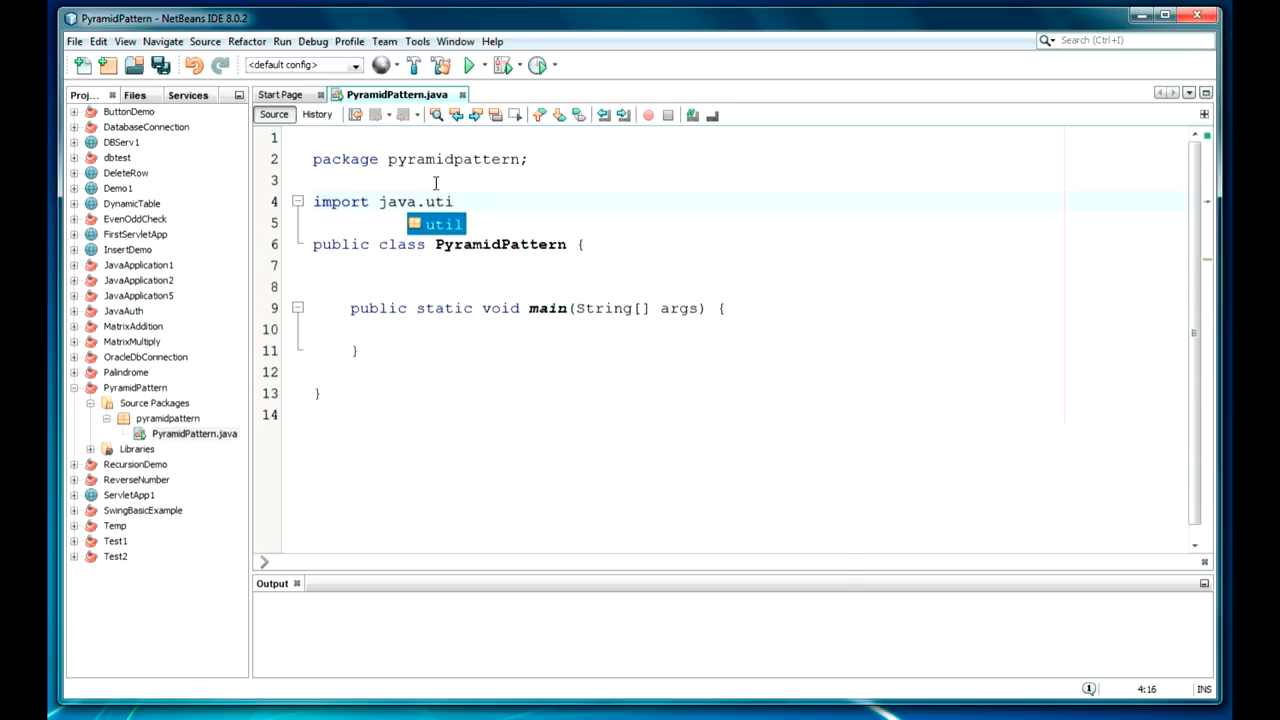 PyramidPattern - NetBeans IDE 8.0.2
File Edit View Navigate Source Refactor Run Debug Profile Team Tools Window Help
Search (Ctrl+I)
<default config>
Proj... Files Services
Start Page PyramidPattern.java
Source History
ButtonDemo
DatabaseConnection
DBServ1
dbtest
DeleteRow
Demo1
DynamicTable
EvenOddCheck
FirstServletApp
InsertDemo
JavaApplication1
JavaApplication2
JavaApplication5
JavaAuth
MatrixAddition
MatrixMultiply
OracleDbConnection
Palindrome
PyramidPattern
Source Packages
pyramidpattern
PyramidPattern.java
Libraries
RecursionDemo
ReverseNumber
ServletApp1
SwingBasicExample
Temp
Test1
Test2
1
2 package pyramidpattern;
3
4 import java.uti
5 util
6 public class PyramidPattern {
7
8
9 public static void main(String[] args) {
10
11 }
12
13 }
14
Output
1 4:16 INS